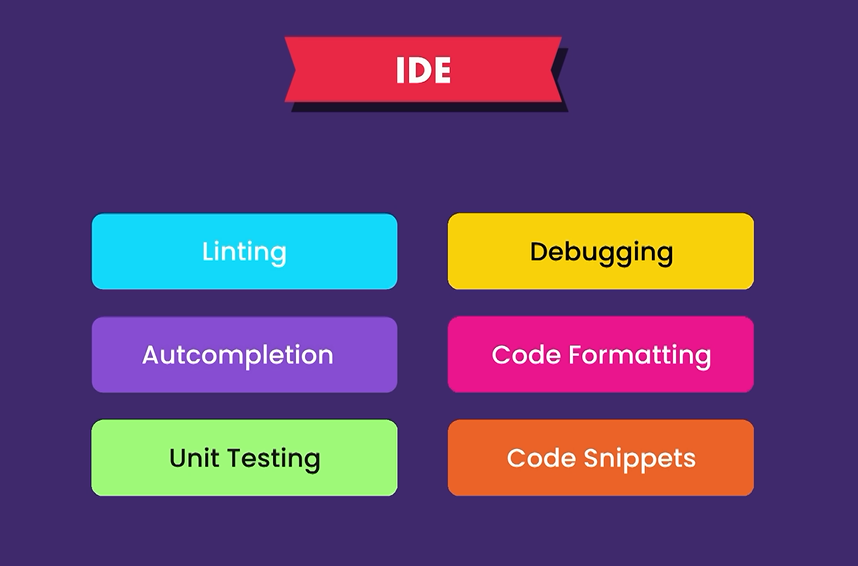 IDE
Linting
Debugging
Autcompletion
Code Formatting
Unit Testing
Code Snippets